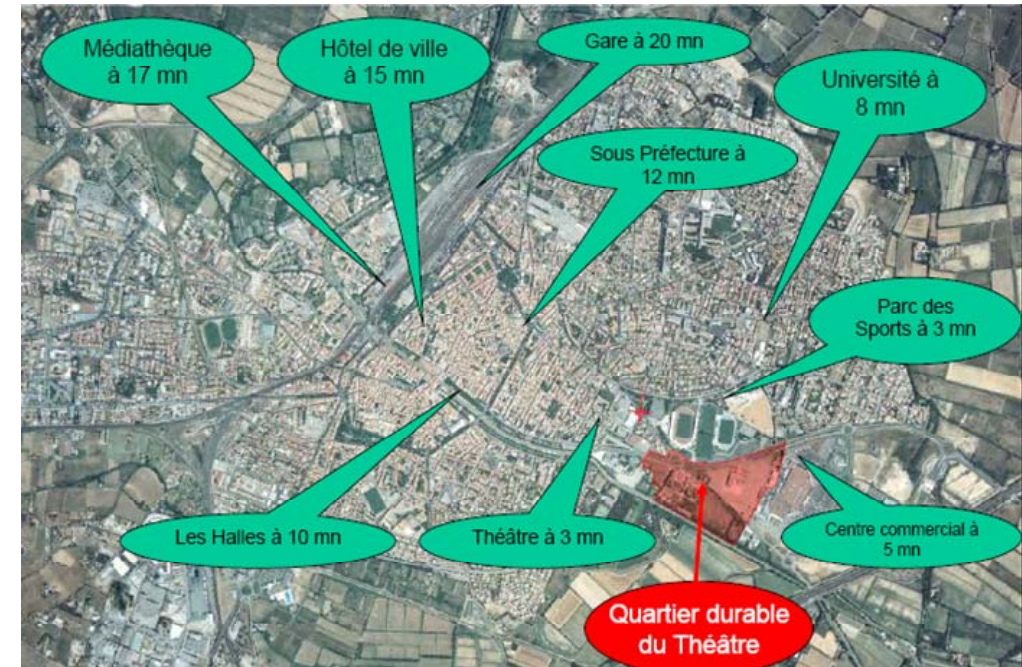 Médiathèque
à 17 mn
Hôtel de ville
à 15 mn
Gare à 20 mn
Université à
8 mn
Sous Préfecture à
12 mn
Parc des
Sports à 3 mn
Les Halles à 10 mn
Théâtre à 3 mn
Centre commercial à
5 mn
Quartier durable
du Théâtre